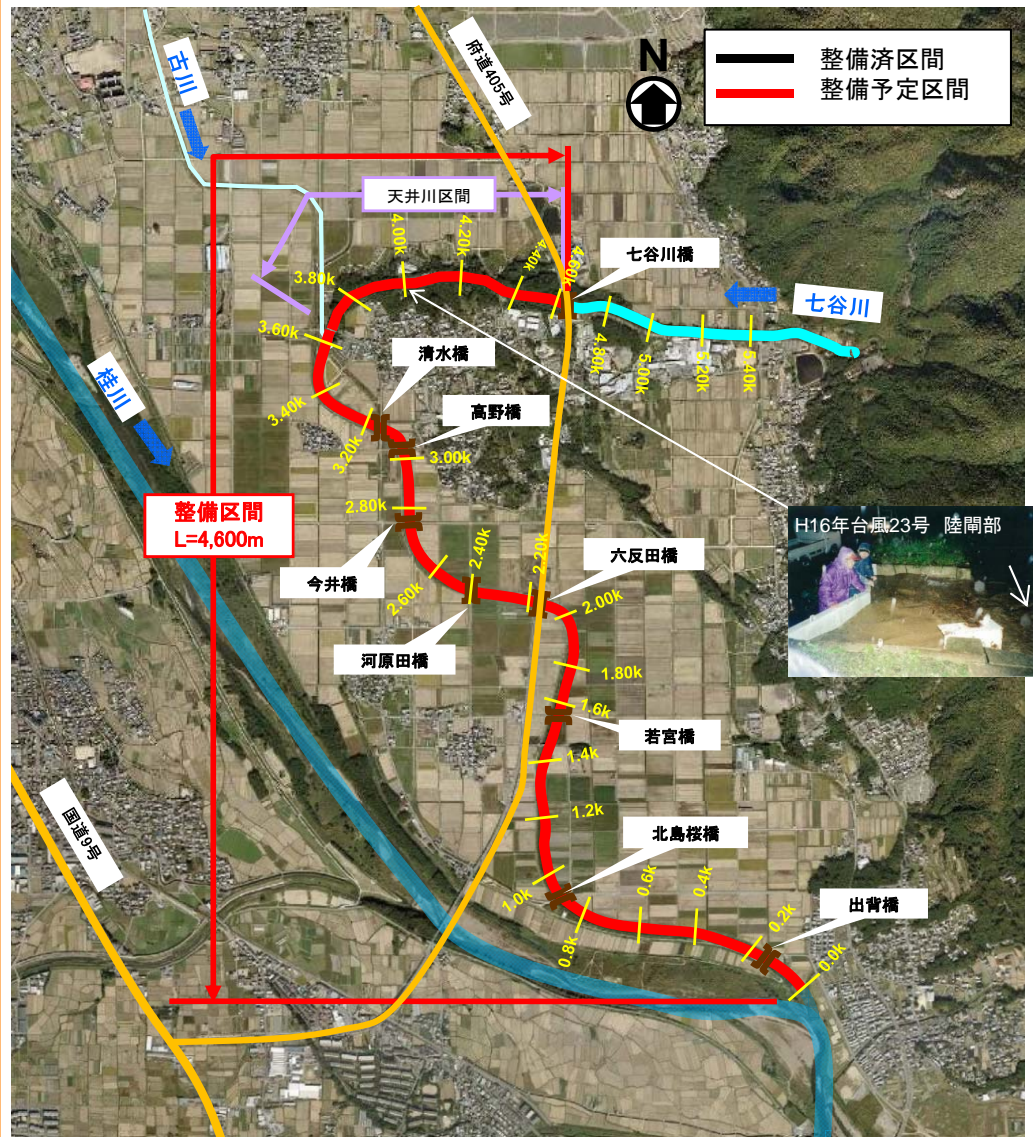 古川
府道405号
N
整備済区間
整備予定区間
天井川区間
4.00k
4.20k
4.40k
4.60k
七谷川橋
七谷川
3.80k
4.80k
5.00k
5.20k
5.40k
3.60k
清水橋
桂川
3.40k
高野橋
3.20k
3.00k
整備区間
L=4,600m
2.80k
H16年台風23号 陸閘部
今井橋
2.60k
2.40k
2.20k
六反田橋
2.00k
河原田橋
1.80k
1.6k
若宮橋
1.4k
国道9号
1.2k
北島桜橋
1.0k
0.8k
0.6k
0.4k
0.2k
出背橋
0.0k